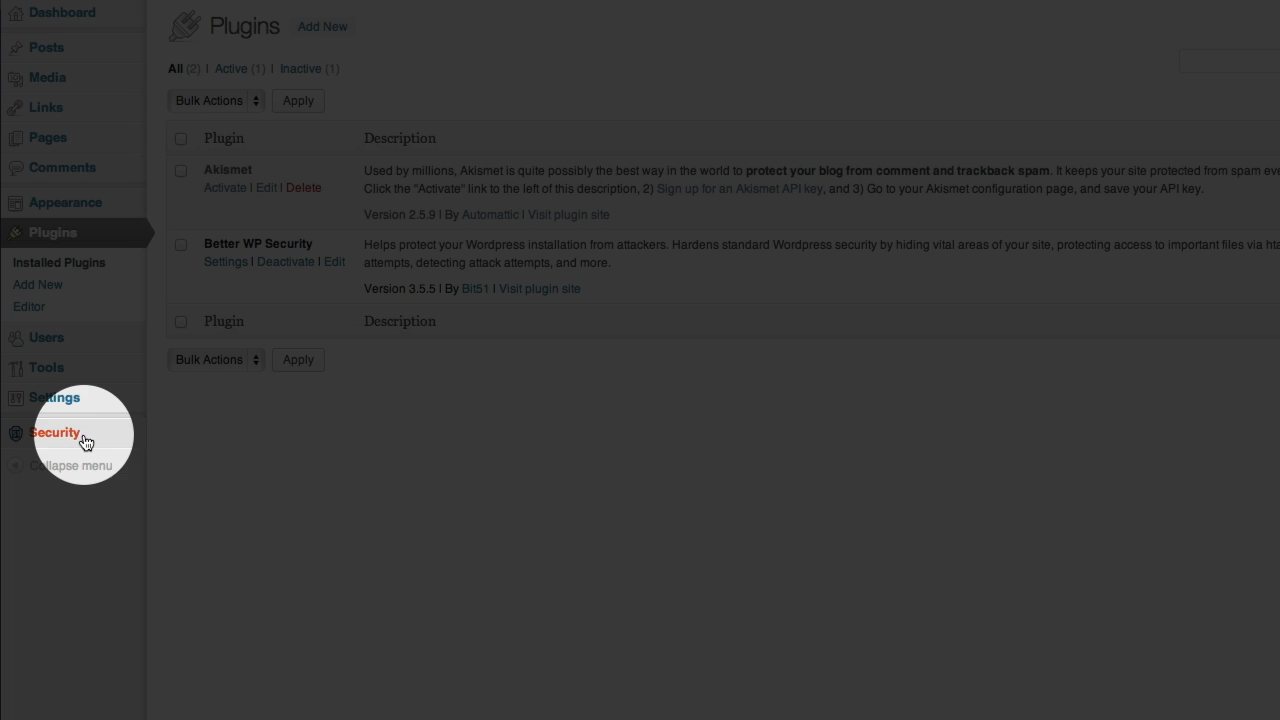 Dashboard
Posts
Media
Links
Pages
Comments
Appearance
Plugins
Installed Plugins
Add New
Editor
Users
Tools
Settings
Security
Collapse menu
Plugins Add New
All (2) | Active (1) | Inactive (1)
Bulk Actions Apply
Plugin Description
Akismet
Activate | Edit | Delete
Used by millions, Akismet is quite possibly the best way in the world to protect your blog from comment and trackback spam. It keeps your site protected from spam eve
Click the "Activate" link to the left of this description, 2) Sign up for an Akismet API key, and 3) Go to your Akismet configuration page, and save your API key.
Version 2.5.9 | By Automattic | Visit plugin site
Better WP Security
Settings | Deactivate | Edit
Helps protect your Wordpress installation from attackers. Hardens standard Wordpress security by hiding vital areas of your site, protecting access to important files via hta
attempts, detecting attack attempts, and more.
Version 3.5.5 | By Bit51 | Visit plugin site
Plugin Description
Bulk Actions Apply